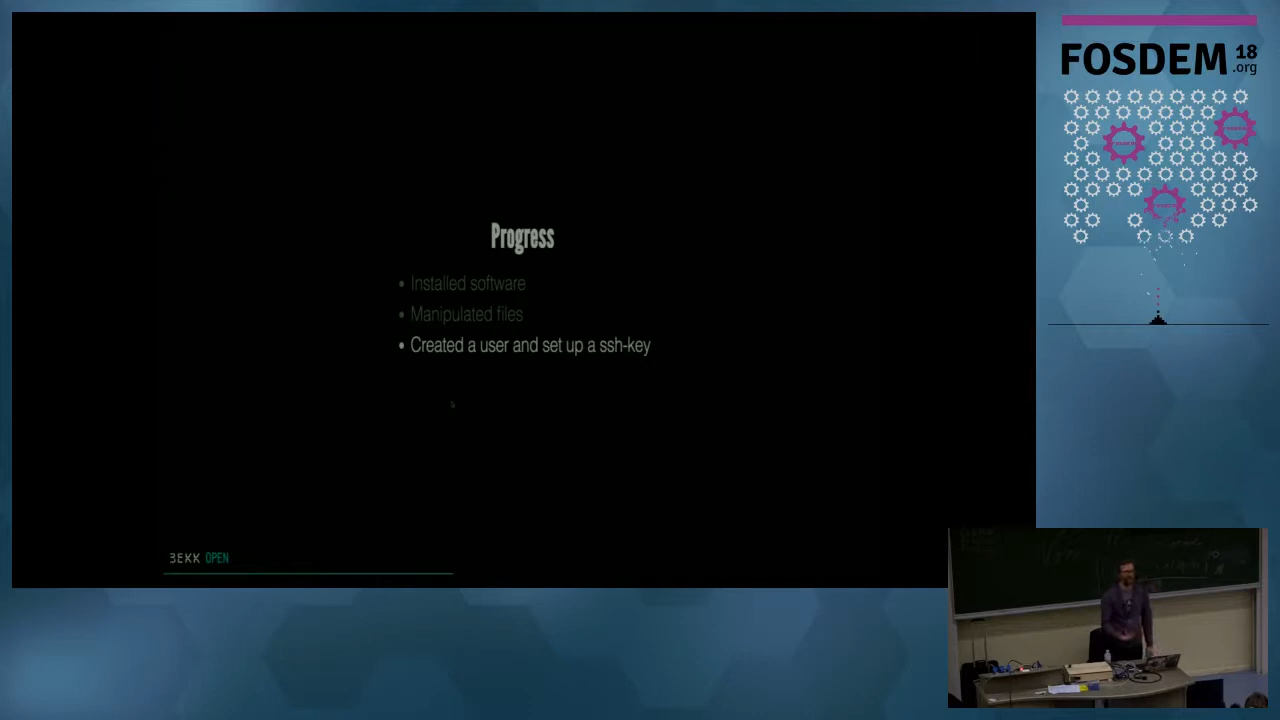 FOSDEM 18
.org
Progress
• Installed software
• Manipulated files
• Created a user and set up a ssh-key
BEKK OPEN